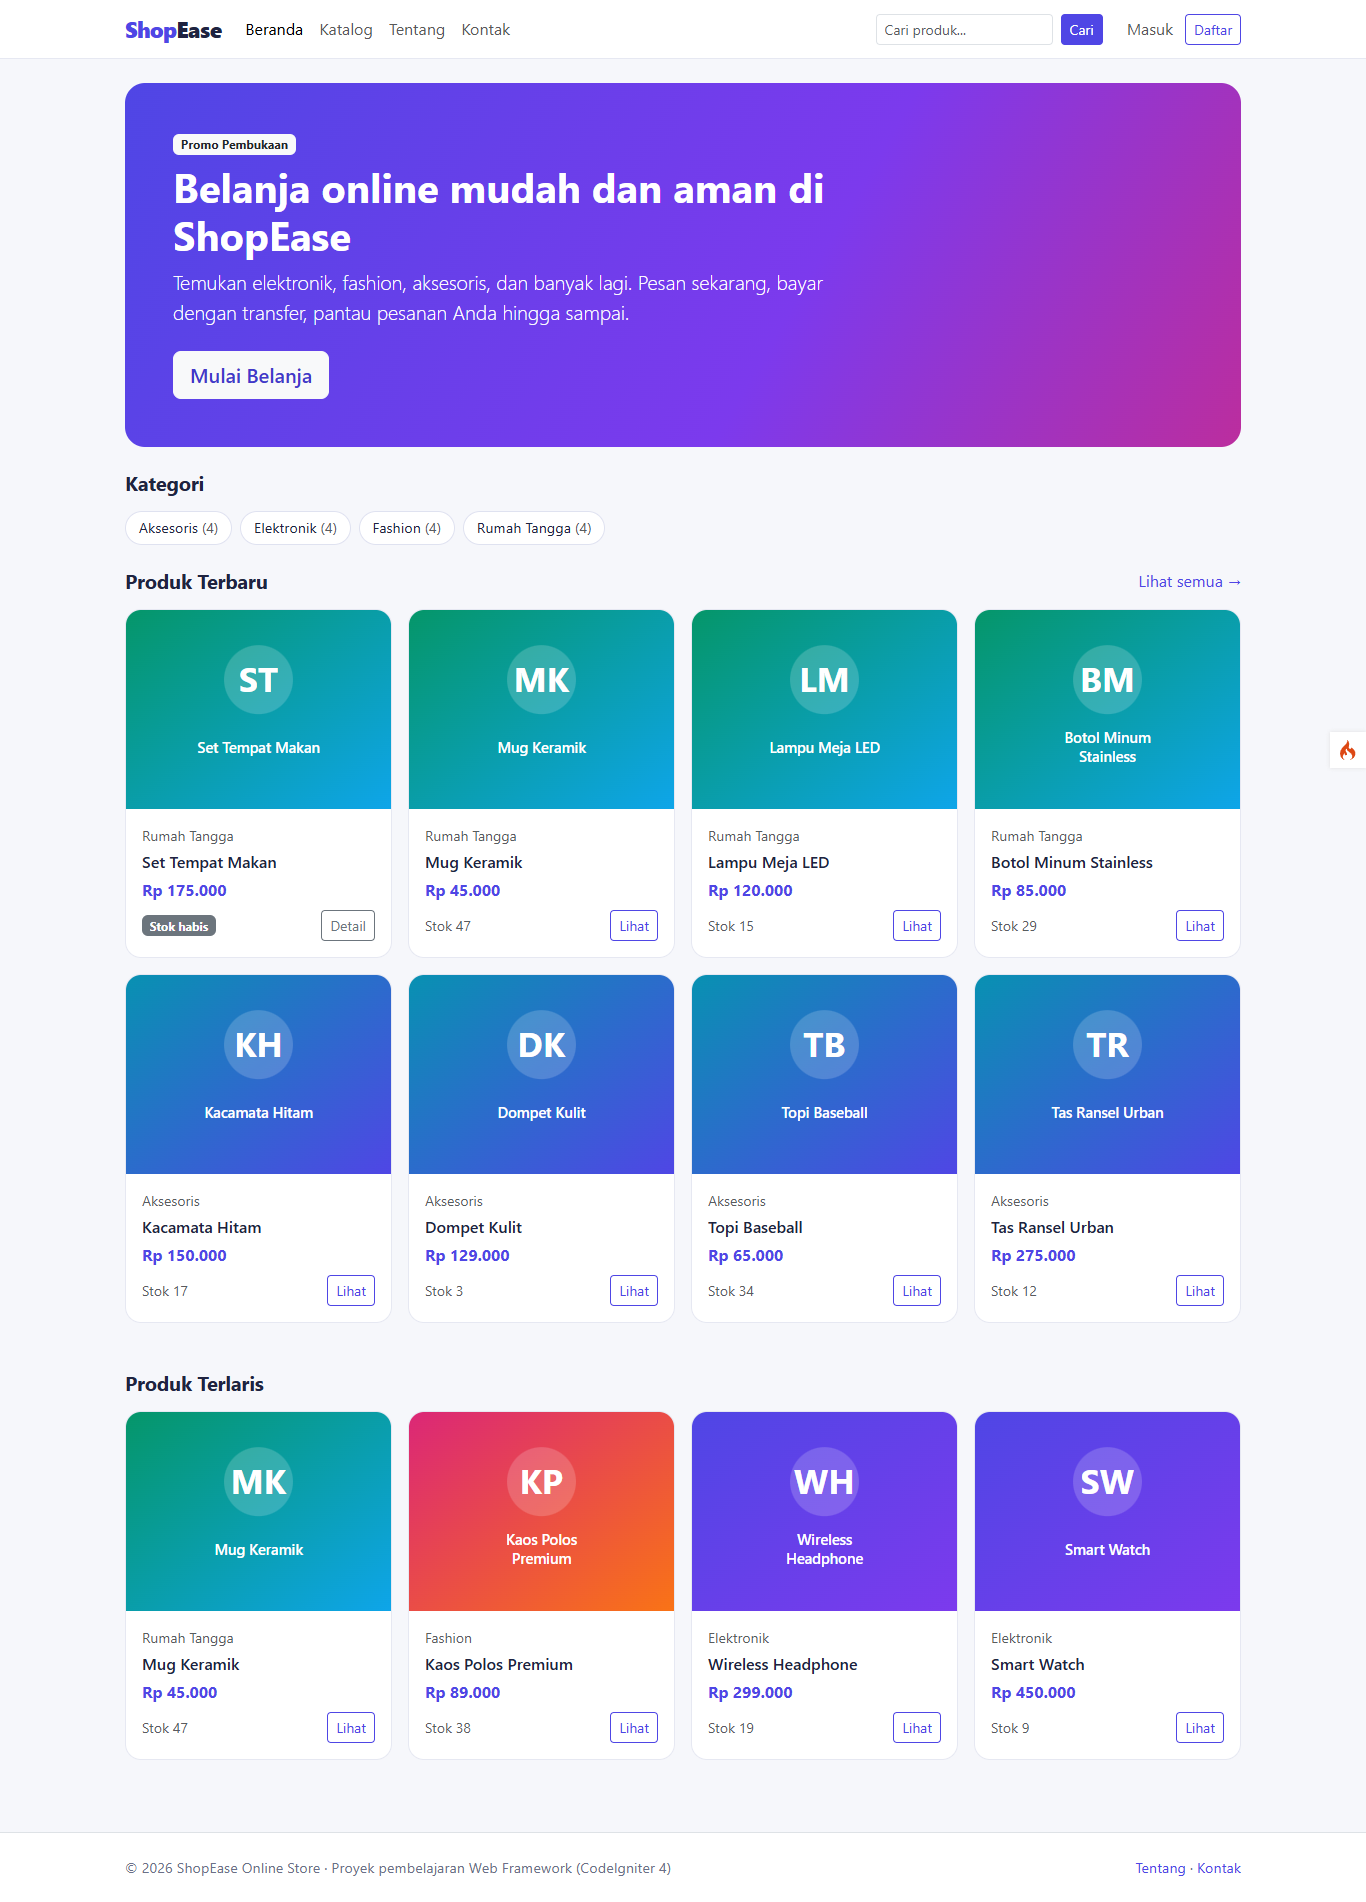 ShopEase Beranda Katalog Tentang Kontak Cari produk... Cari Masuk Daftar
Promo Pembukaan
Belanja online mudah dan aman di
ShopEase
Temukan elektronik, fashion, aksesoris, dan banyak lagi. Pesan sekarang, bayar
dengan transfer, pantau pesanan Anda hingga sampai.
Mulai Belanja
Kategori
Aksesoris (4) Elektronik (4) Fashion (4) Rumah Tangga (4)
Produk Terbaru Lihat semua →
ST
Set Tempat Makan
Rumah Tangga
Set Tempat Makan
Rp 175.000
Stok habis Detail
MK
Mug Keramik
Rumah Tangga
Mug Keramik
Rp 45.000
Stok 47 Lihat
LM
Lampu Meja LED
Rumah Tangga
Lampu Meja LED
Rp 120.000
Stok 15 Lihat
BM
Botol Minum
Stainless
Rumah Tangga
Botol Minum Stainless
Rp 85.000
Stok 29 Lihat
KH
Kacamata Hitam
Aksesoris
Kacamata Hitam
Rp 150.000
Stok 17 Lihat
DK
Dompet Kulit
Aksesoris
Dompet Kulit
Rp 129.000
Stok 3 Lihat
TB
Topi Baseball
Aksesoris
Topi Baseball
Rp 65.000
Stok 34 Lihat
TR
Tas Ransel Urban
Aksesoris
Tas Ransel Urban
Rp 275.000
Stok 12 Lihat
Produk Terlaris
MK
Mug Keramik
Rumah Tangga
Mug Keramik
Rp 45.000
Stok 47 Lihat
KP
Kaos Polos
Premium
Fashion
Kaos Polos Premium
Rp 89.000
Stok 38 Lihat
WH
Wireless
Headphone
Elektronik
Wireless Headphone
Rp 299.000
Stok 19 Lihat
SW
Smart Watch
Elektronik
Smart Watch
Rp 450.000
Stok 9 Lihat
© 2026 ShopEase Online Store · Proyek pembelajaran Web Framework (CodeIgniter 4) Tentang · Kontak